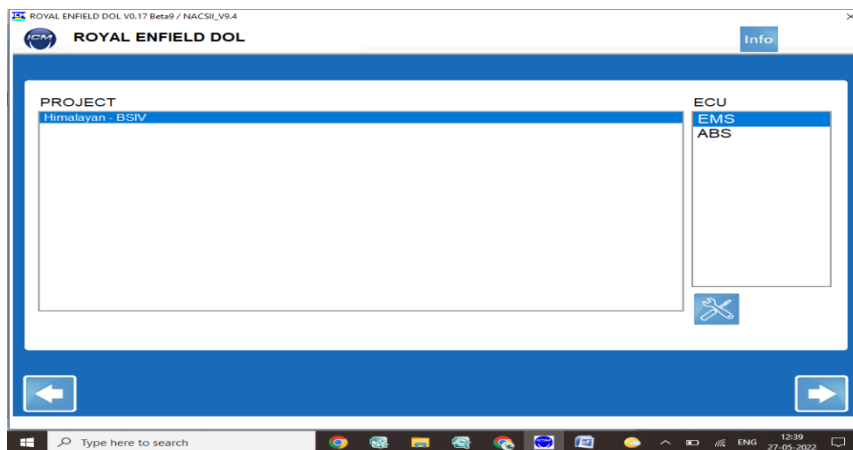 ROYAL ENFIELD DOL V0.17 Beta9 / NACSII_V9.4
ICM
ROYAL ENFIELD DOL
Info
PROJECT
ECU
Himalayan - BSIV
EMS
ABS
Type here to search
ENG
12:39
27-05-2022